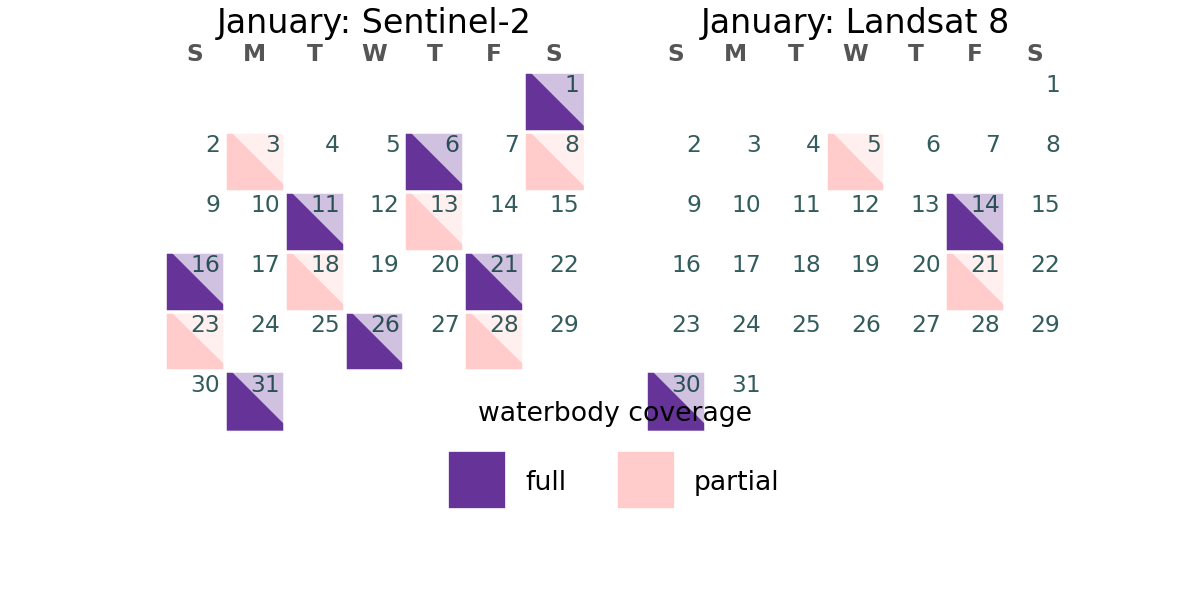 January: Sentinel-2
S M T W T F S
1
2 3 4 5 6 7 8
9 10 11 12 13 14 15
16 17 18 19 20 21 22
23 24 25 26 27 28 29
30 31
January: Landsat 8
S M T W T F S
1
2 3 4 5 6 7 8
9 10 11 12 13 14 15
16 17 18 19 20 21 22
23 24 25 26 27 28 29
30 31
waterbody coverage
full
partial